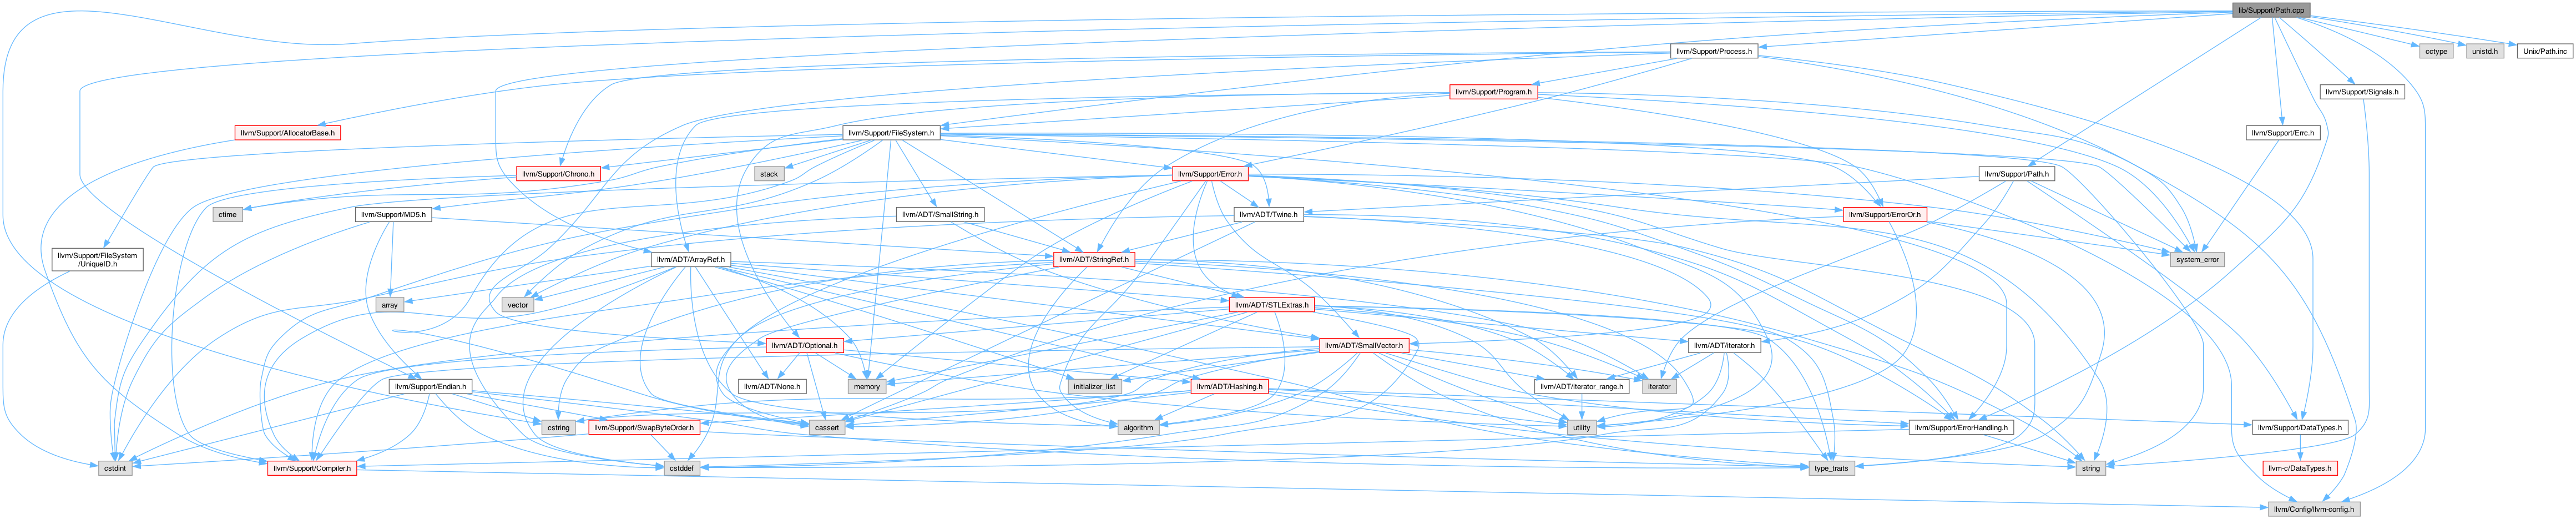 lib/Support/Path.cpp
llvm/Support/Process.h
cctype
unistd.h
Unix/Path.inc
llvm/Support/Program.h
llvm/Support/Signals.h
llvm/Support/AllocatorBase.h
llvm/Support/FileSystem.h
llvm/Support/Errc.h
stack
llvm/Support/Chrono.h
llvm/Support/Error.h
llvm/Support/Path.h
ctime
llvm/Support/MD5.h
llvm/ADT/SmallString.h
llvm/ADT/Twine.h
llvm/Support/ErrorOr.h
llvm/Support/FileSystem
/UniqueID.h
llvm/ADT/ArrayRef.h
llvm/ADT/StringRef.h
system_error
array
vector
llvm/ADT/STLExtras.h
llvm/ADT/Optional.h
llvm/ADT/SmallVector.h
llvm/ADT/iterator.h
llvm/Support/Endian.h
llvm/ADT/None.h
memory
initializer_list
llvm/ADT/Hashing.h
llvm/ADT/iterator_range.h
iterator
cstring
llvm/Support/SwapByteOrder.h
cassert
algorithm
utility
llvm/Support/ErrorHandling.h
llvm/Support/DataTypes.h
cstdint
llvm/Support/Compiler.h
cstddef
type_traits
string
llvm-c/DataTypes.h
llvm/Config/llvm-config.h